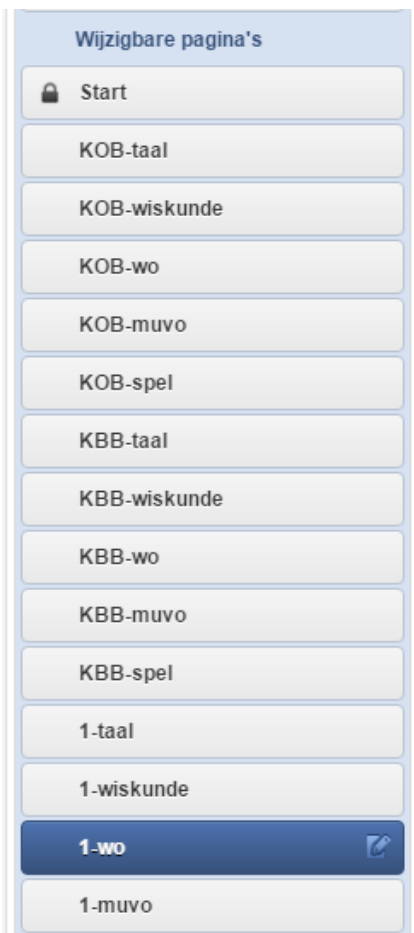 Wijzigbare pagina's
Start
KOB-taal
KOB-wiskunde
KOB-wo
KOB-muvo
KOB-spel
KBB-taal
KBB-wiskunde
KBB-wo
KBB-muvo
KBB-spel
1-taal
1-wiskunde
1-wo
1-muvo